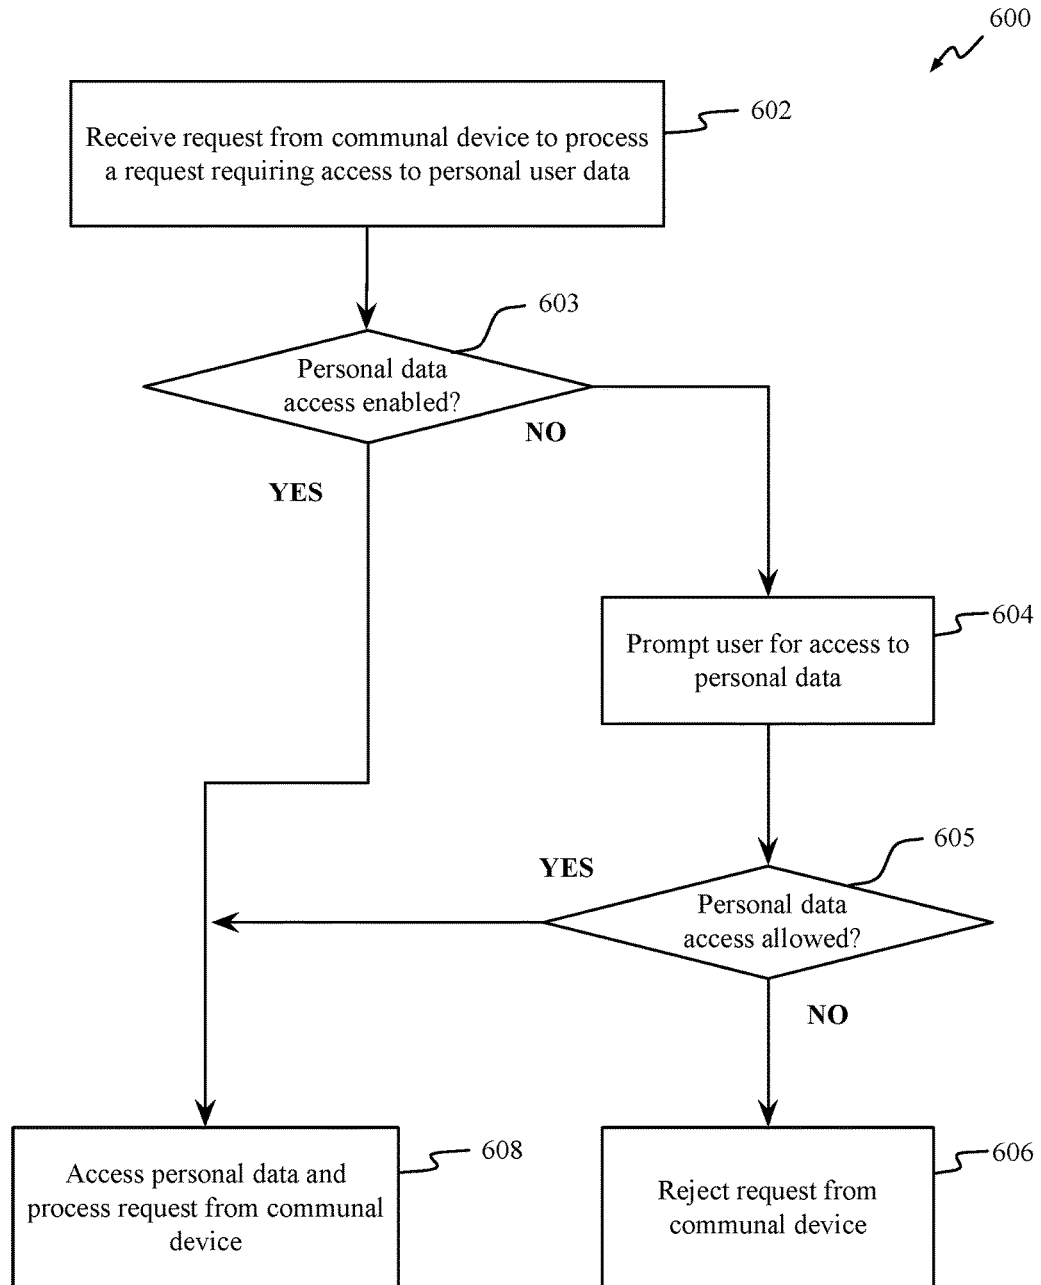 600
602
Receive request from communal device to process
a request requiring access to personal user data
603
Personal data
access enabled?
NO
YES
604
Prompt user for access to
personal data
605
YES
Personal data
access allowed?
NO
608
Access personal data and
process request from communal
device
606
Reject request from
communal device